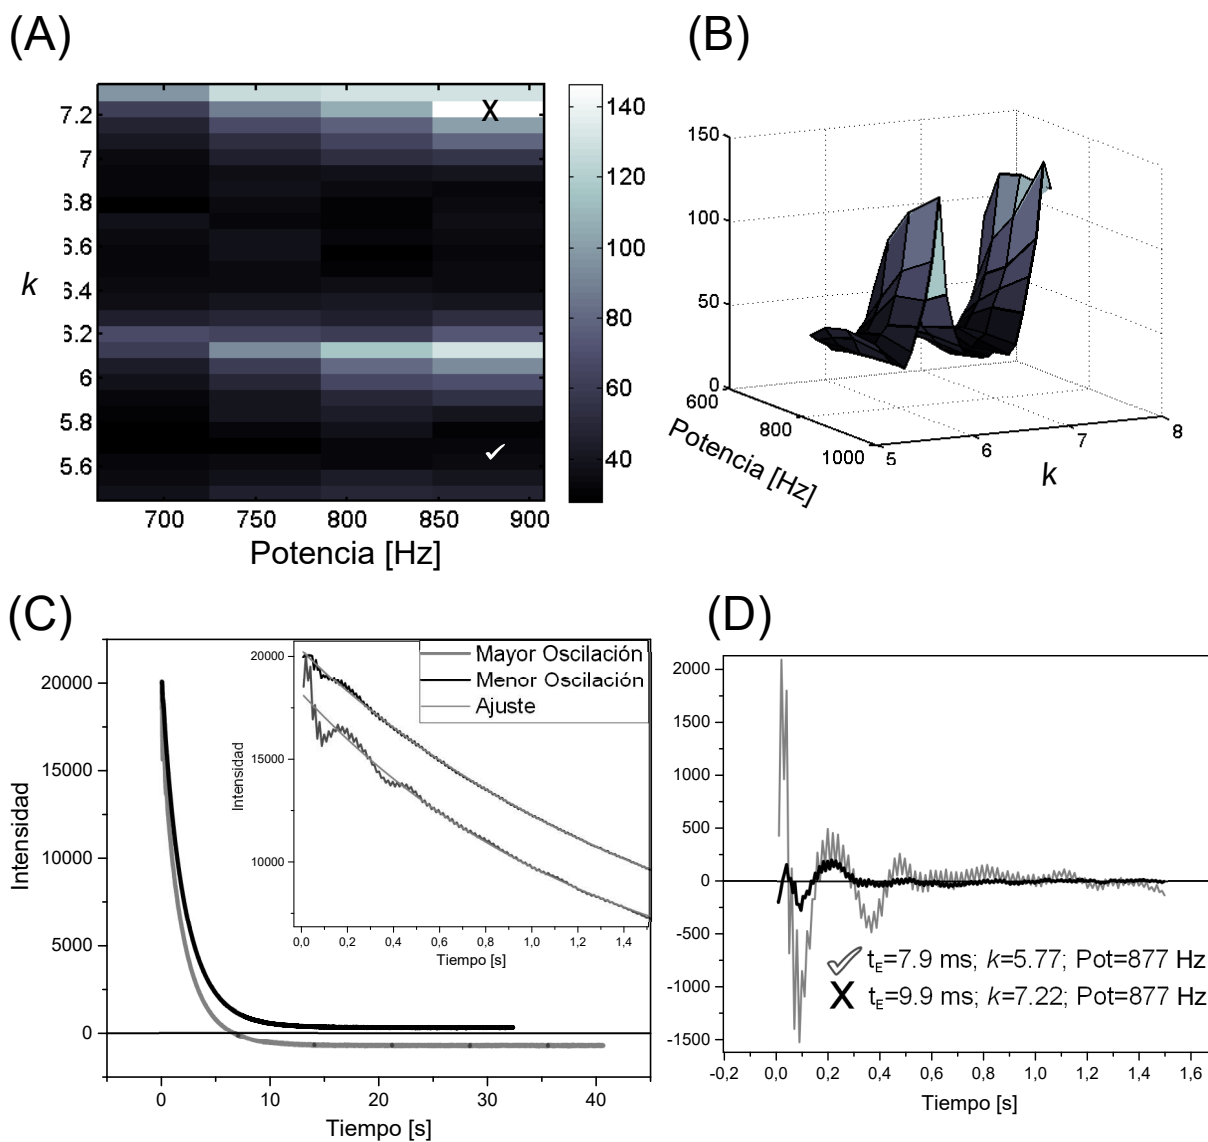 (A)
7.2
7
5.8
5.6
k
5.4
5.2
6
5.8
5.6
700 750 800 850 900
Potencia [Hz]
X
140
120
100
80
60
40
(B)
150
100
50
0
600
800
1000
Potencia [Hz]
5 6 7 8
k
(C)
20000
15000
10000
5000
0
Intensidad
0 10 20 30 40
Tiempo [s]
20000
15000
10000
Intensidad
0,0 0,2 0,4 0,6 0,8 1,0 1,2 1,4
Tiempo [s]
Mayor Oscilación
Menor Oscilación
Ajuste
(D)
2000
1500
1000
500
0
-500
-1000
-1500
-0,2 0,0 0,2 0,4 0,6 0,8 1,0 1,2 1,4 1,6
Tiempo [s]
✓ tE=7.9 ms; k=5.77; Pot=877 Hz
X tE=9.9 ms; k=7.22; Pot=877 Hz